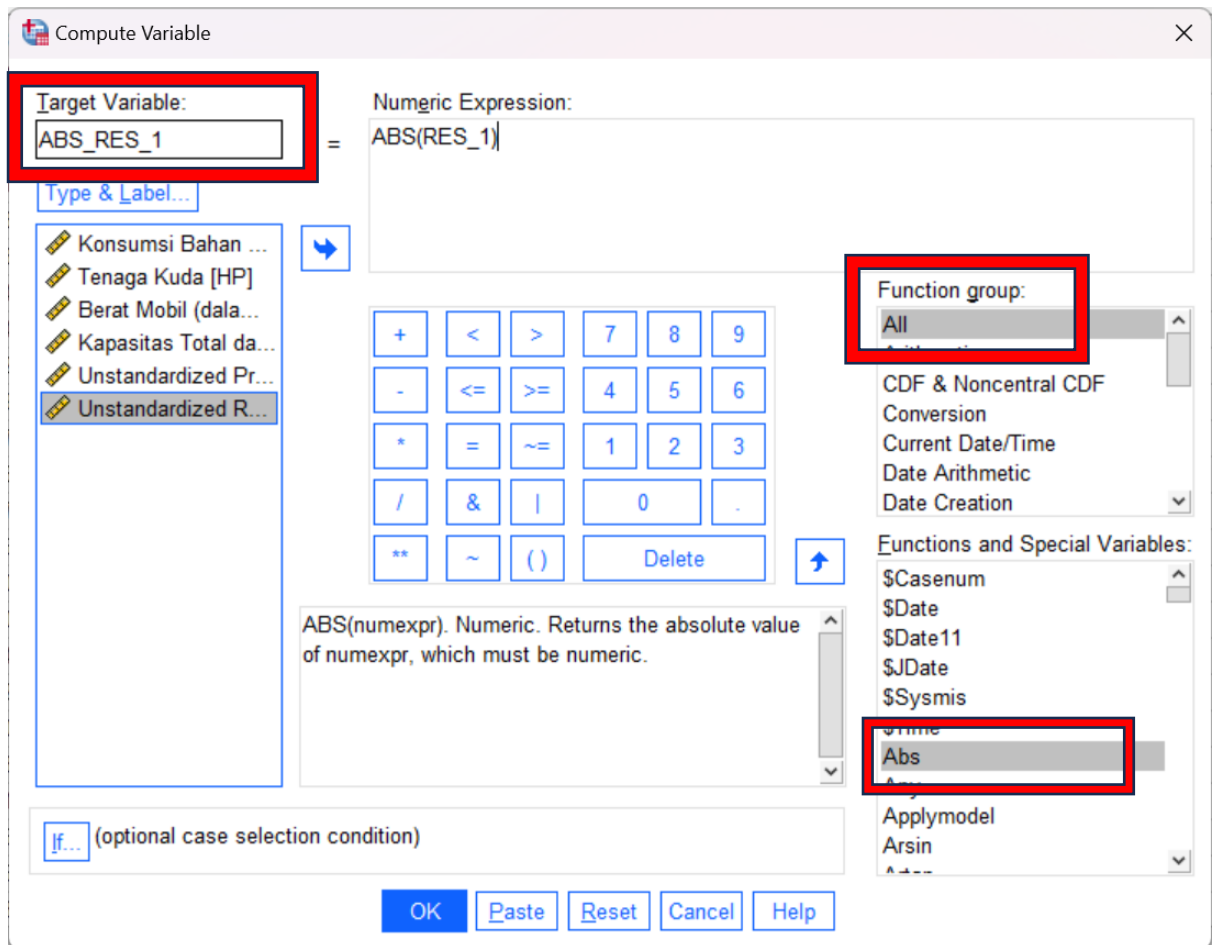 Compute Variable
Target Variable:
ABS_RES_1
=
Numeric Expression:
ABS(RES_1)
Type & Label...
Konsumsi Bahan ...
Tenaga Kuda [HP]
Berat Mobil (dala...
Kapasitas Total da...
Unstandardized Pr...
Unstandardized R...
+ < > 7 8 9
- <= >= 4 5 6
* = ~= 1 2 3
/ & | 0 .
** ~ ( ) Delete
Function group:
All
CDF & Noncentral CDF
Conversion
Current Date/Time
Date Arithmetic
Date Creation
Functions and Special Variables:
$Casenum
$Date
$Date11
$JDate
$Sysmis
$Time
Abs
Applymodel
Arsin
ABS(numexpr). Numeric. Returns the absolute value
of numexpr, which must be numeric.
If... (optional case selection condition)
OK Paste Reset Cancel Help